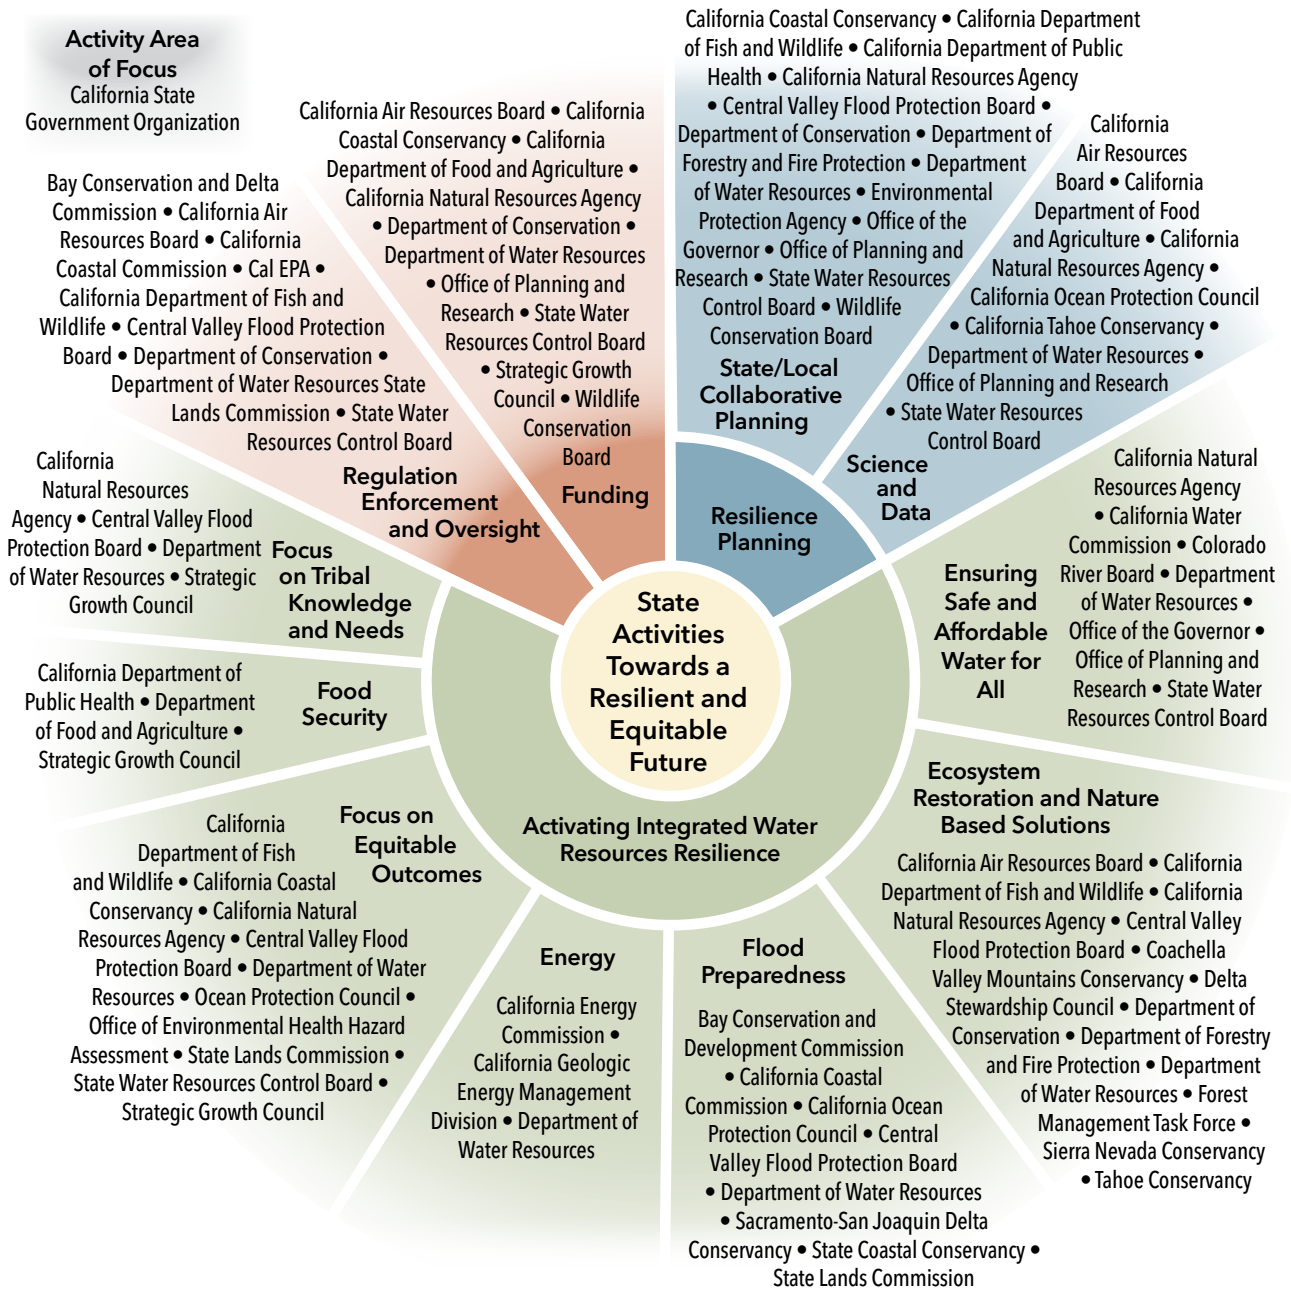 Activity Area
of Focus
California State
Government Organization
California Coastal Conservancy • California Department
of Fish and Wildlife • California Department of Public
Health • California Natural Resources Agency
• Central Valley Flood Protection Board •
Department of Conservation • Department of
Forestry and Fire Protection • Department
of Water Resources • Environmental
Protection Agency • Office of the
Governor • Office of Planning and
Research • State Water Resources
Control Board • Wildlife
Conservation Board
State/Local
Collaborative
Planning
California
Air Resources
Board • California
Department of Food
and Agriculture • California
Natural Resources Agency •
California Ocean Protection Council
• California Tahoe Conservancy •
Department of Water Resources •
Office of Planning and Research
• State Water Resources
Control Board
Science
and
Data
Resilience
Planning
California Natural
Resources Agency
• California Water
Commission • Colorado
River Board • Department
of Water Resources •
Office of the Governor •
Office of Planning and
Research • State Water
Resources Control Board
Ensuring
Safe and
Affordable
Water for
All
Ecosystem
Restoration and Nature
Based Solutions
California Air Resources Board • California
Department of Fish and Wildlife • California
Natural Resources Agency • Central Valley
Flood Protection Board • Coachella
Valley Mountains Conservancy • Delta
Stewardship Council • Department of
Conservation • Department of Forestry
and Fire Protection • Department
of Water Resources • Forest
Management Task Force •
Sierra Nevada Conservancy
• Tahoe Conservancy
Flood
Preparedness
Bay Conservation and
Development Commission
• California Coastal
Commission • California Ocean
Protection Council • Central
Valley Flood Protection Board
• Department of Water Resources
• Sacramento-San Joaquin Delta
Conservancy • State Coastal Conservancy •
State Lands Commission
Energy
California Energy
Commission •
California Geologic
Energy Management
Division • Department of
Water Resources
Focus on
Equitable
Outcomes
California
Department of Fish
and Wildlife • California Coastal
Conservancy • California Natural
Resources Agency • Central Valley Flood
Protection Board • Department of Water
Resources • Ocean Protection Council •
Office of Environmental Health Hazard
Assessment • State Lands Commission •
State Water Resources Control Board •
Strategic Growth Council
Food
Security
California Department of
Public Health • Department
of Food and Agriculture •
Strategic Growth Council
Focus
on Tribal
Knowledge
and Needs
California
Natural Resources
Agency • Central Valley Flood
Protection Board • Department
of Water Resources • Strategic
Growth Council
Bay Conservation and Delta
Commission • California Air
Resources Board • California
Coastal Commission • Cal EPA •
California Department of Fish and
Wildlife • Central Valley Flood Protection
Board • Department of Conservation •
Department of Water Resources State
Lands Commission • State Water
Resources Control Board
Regulation
Enforcement
and Oversight
California Air Resources Board • California
Coastal Conservancy • California
Department of Food and Agriculture •
California Natural Resources Agency
• Department of Conservation •
Department of Water Resources
• Office of Planning and
Research • State Water
Resources Control Board
• Strategic Growth
Council • Wildlife
Conservation
Board
Funding
State
Activities
Towards a
Resilient and
Equitable
Future
Activating Integrated Water
Resources Resilience